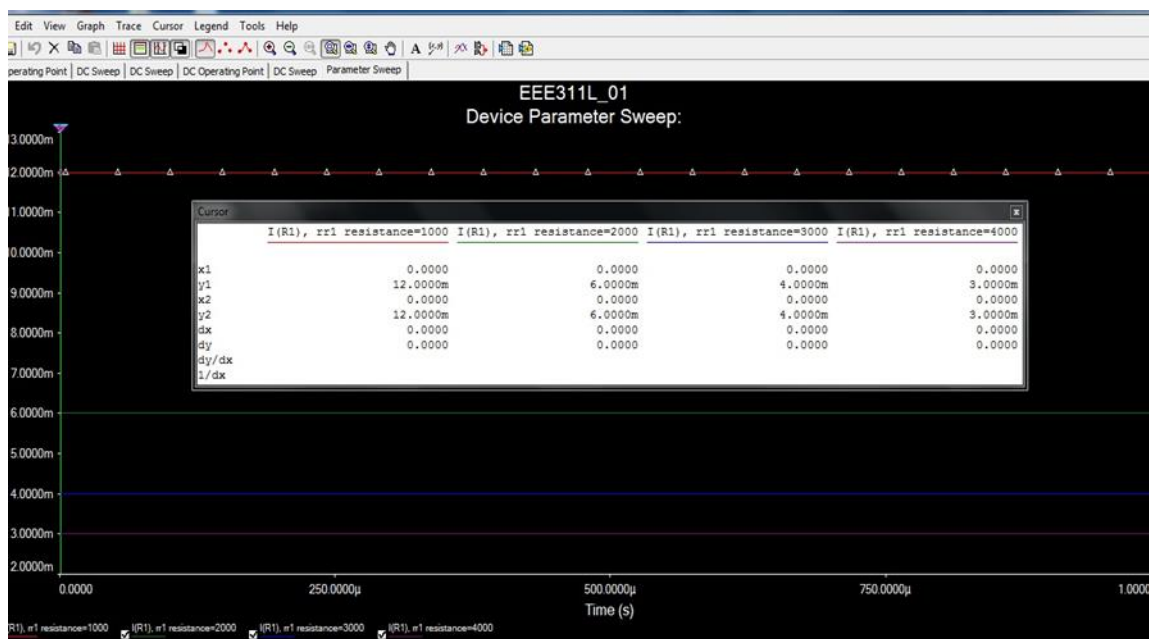 Edit View Graph Trace Cursor Legend Tools Help
perating Point DC Sweep DC Sweep DC Operating Point DC Sweep Parameter Sweep
EEE311L_01
Device Parameter Sweep:
13.0000m
12.0000m
11.0000m
10.0000m
9.0000m
8.0000m
7.0000m
6.0000m
5.0000m
4.0000m
3.0000m
2.0000m
Cursor
I(R1), rr1 resistance=1000 I(R1), rr1 resistance=2000 I(R1), rr1 resistance=3000 I(R1), rr1 resistance=4000
x1 0.0000 0.0000 0.0000 0.0000
y1 12.0000m 6.0000m 4.0000m 3.0000m
x2 0.0000 0.0000 0.0000 0.0000
y2 12.0000m 6.0000m 4.0000m 3.0000m
dx 0.0000 0.0000 0.0000 0.0000
dy 0.0000 0.0000 0.0000 0.0000
dy/dx
1/dx
0.0000 250.0000μ 500.0000μ 750.0000μ 1.0000
Time (s)
(R1), rr1 resistance=1000 I(R1), rr1 resistance=2000 I(R1), rr1 resistance=3000 I(R1), rr1 resistance=4000